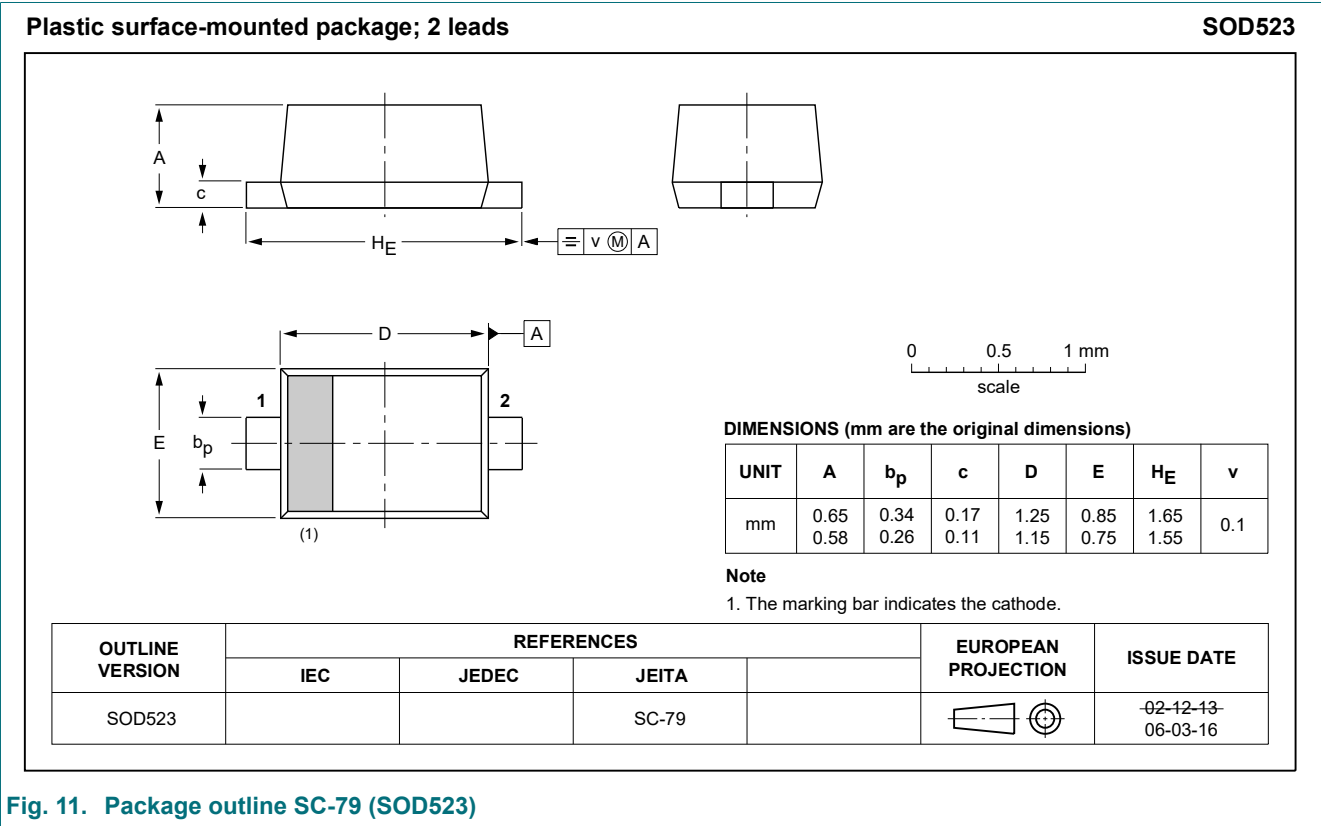 Plastic surface-mounted package; 2 leads SOD523
A
c
HE
= v Ⓜ A
D
A
1
2
E
bp
(1)
0 0.5 1 mm
scale
DIMENSIONS (mm are the original dimensions)
UNIT A bp c D E HE v
mm 0.65 0.34 0.17 1.25 0.85 1.65 0.1
0.58 0.26 0.11 1.15 0.75 1.55
Note
1. The marking bar indicates the cathode.
OUTLINE VERSION REFERENCES EUROPEAN PROJECTION ISSUE DATE
IEC JEDEC JEITA
SOD523 SC-79 02-12-13
06-03-16
Fig. 11. Package outline SC-79 (SOD523)